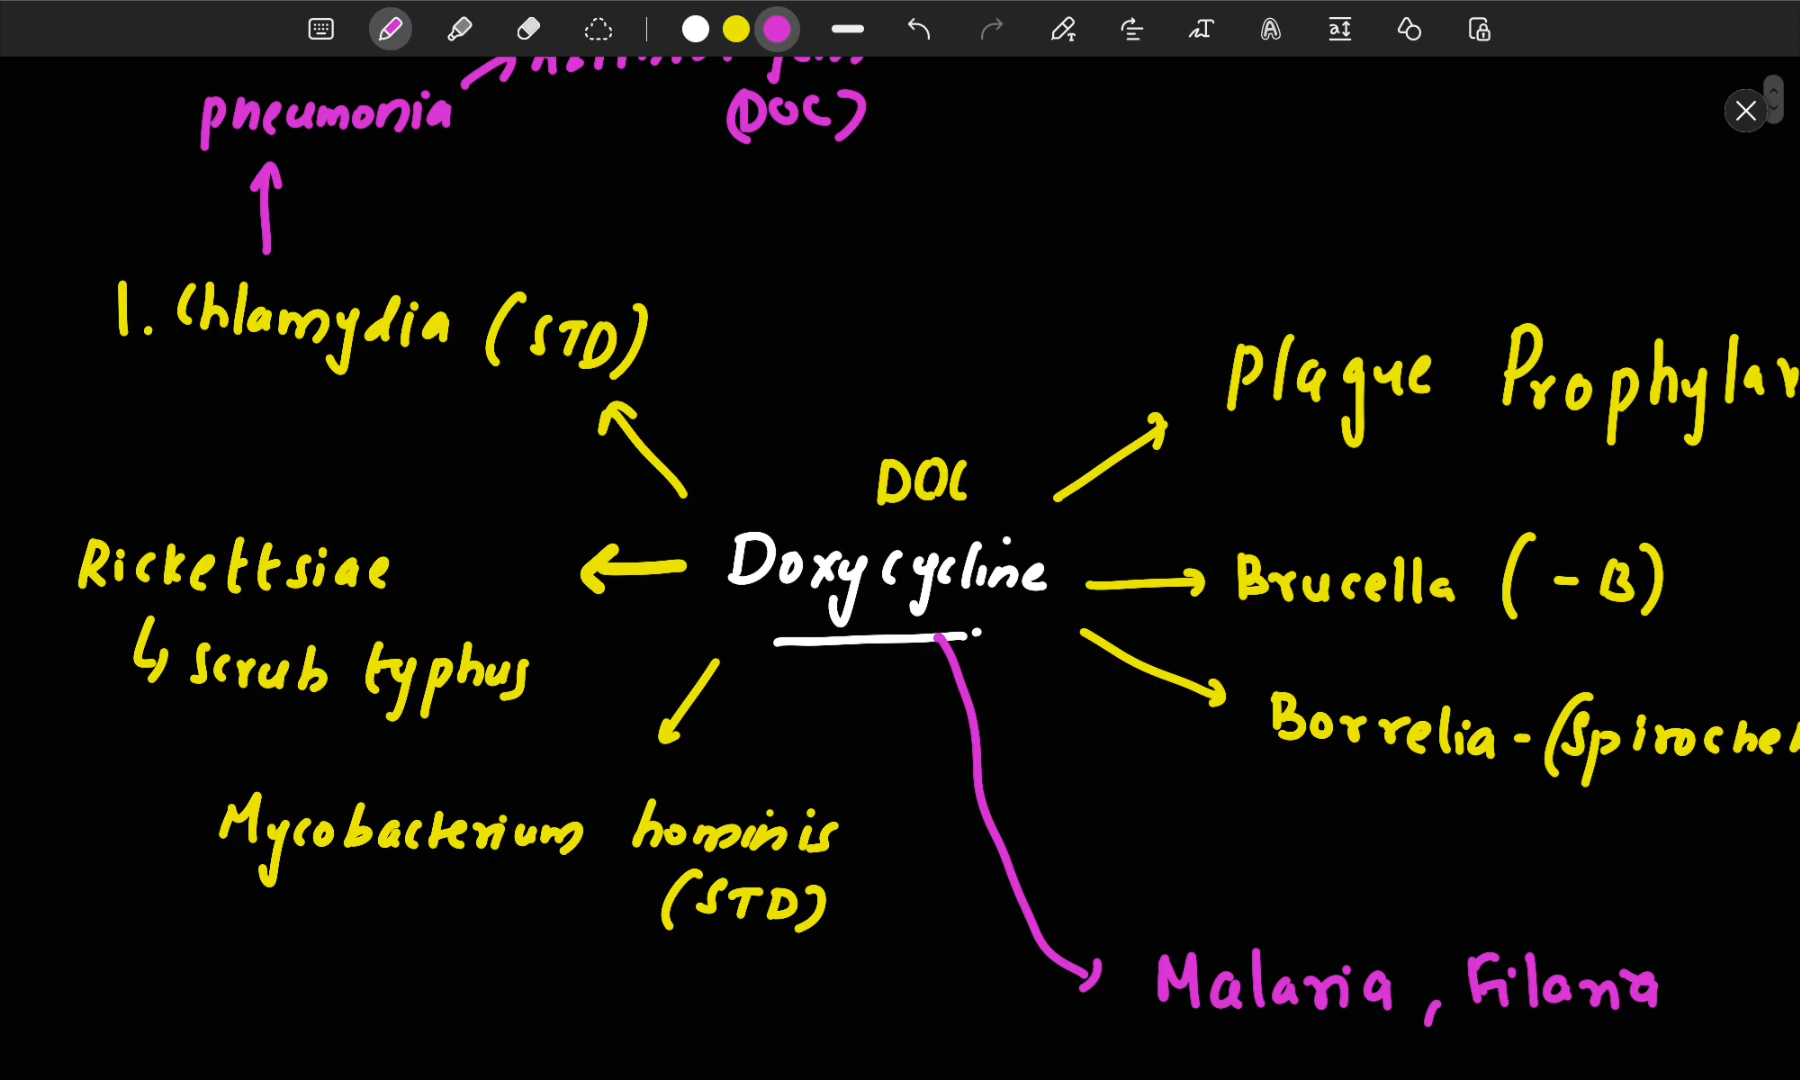 pneumonia
(DOC)
1. Chlamydia (STD)
Plague Prophylax
DOC
Doxycycline
Rickettsiae
Brucella (-B)
↳ scrub typhus
Borrelia - (Spirochet
Mycobacterium hominis
(STD)
Malaria, Filaria